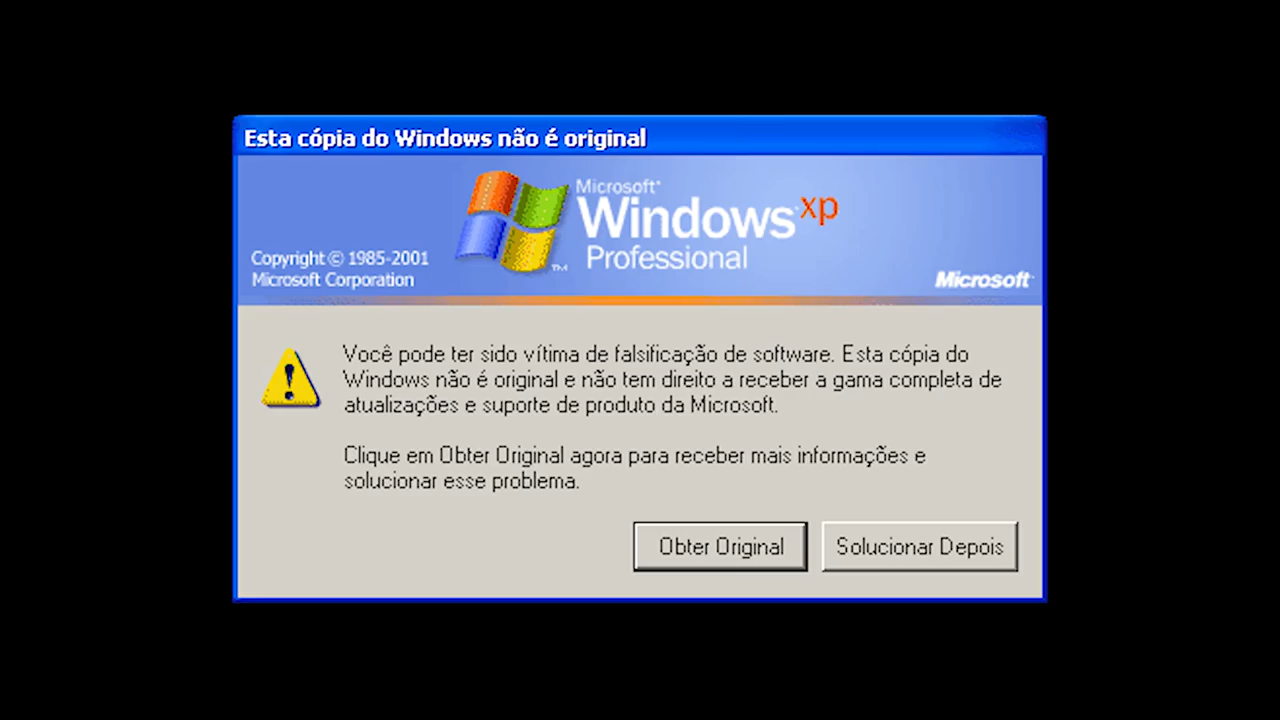 Esta cópia do Windows não é original
Microsoft®
Windows xp
Professional
Copyright © 1985-2001
Microsoft Corporation
TM
Microsoft
Você pode ter sido vítima de falsificação de software. Esta cópia do
Windows não é original e não tem direito a receber a gama completa de
atualizações e suporte de produto da Microsoft.
Clique em Obter Original agora para receber mais informações e
solucionar esse problema.
Obter Original
Solucionar Depois